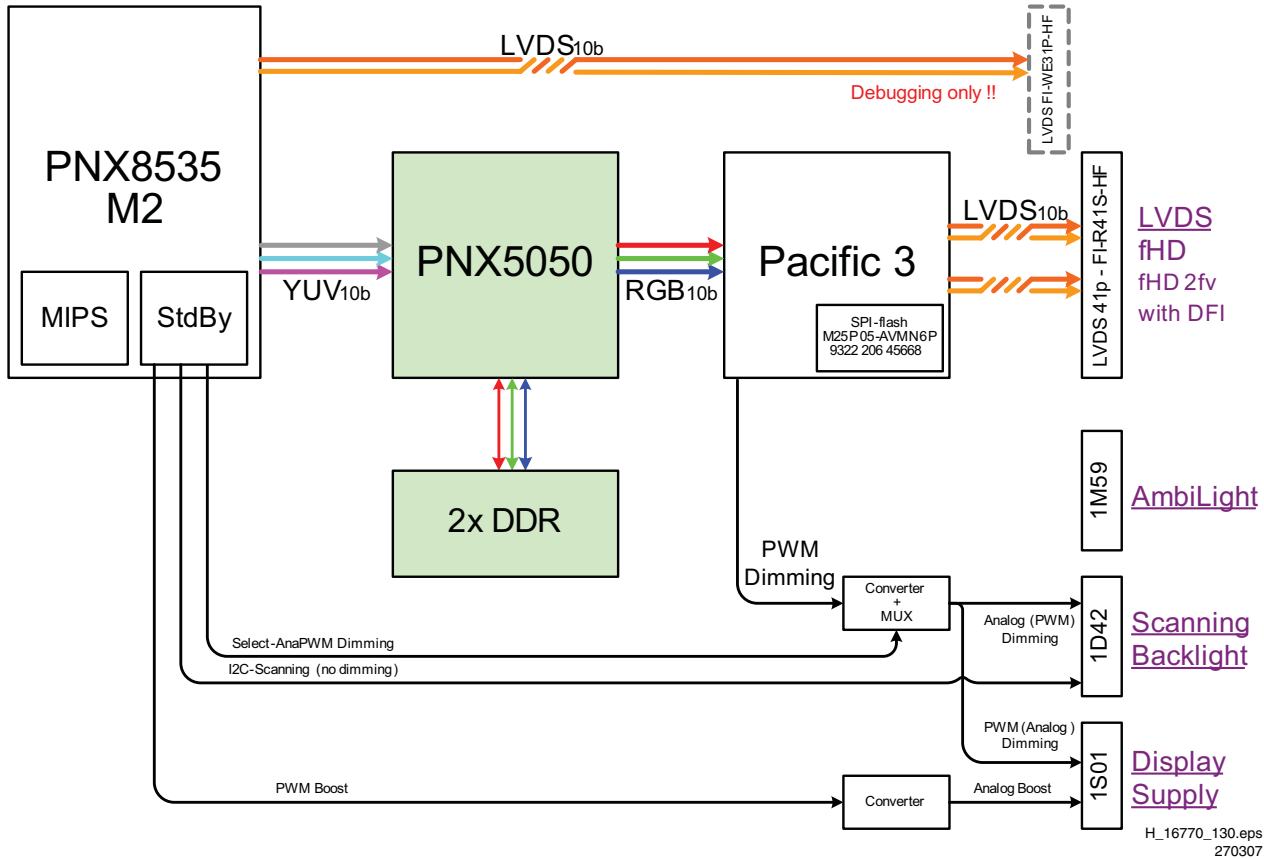 LVDS10b
Debugging only !!
LVDS FI-WE31P-HF
PNX8535
M2
MIPS
StdBy
YUV10b
PNX5050
RGB10b
2x DDR
Pacific 3
SPI-flash
M25P05-AVMN6P
9322 206 45668
LVDS10b
LVDS 41p - FI-R41S-HF
LVDS
fHD
fHD 2fv
with DFI
1M59
AmbiLight
PWM
Dimming
Converter
+
MUX
Select-AnaPWM Dimming
I2C-Scanning (no dimming)
Analog (PWM)
Dimming
1D42
Scanning
Backlight
PWM (Analog )
Dimming
PWM Boost
Converter
Analog Boost
1S01
Display
Supply
H_16770_130.eps
270307